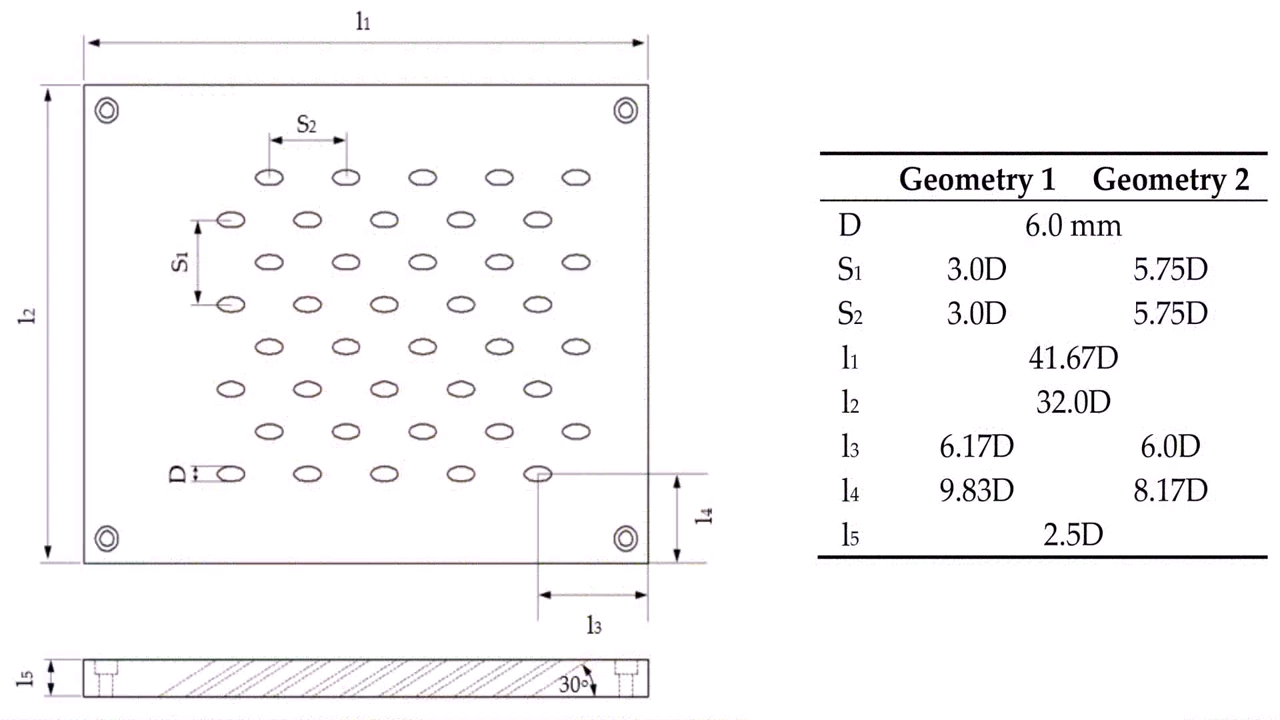 l1
S2
S1
l2
D
l4
l3
l5
30°
Geometry 1 Geometry 2
D 6.0 mm
S1 3.0D 5.75D
S2 3.0D 5.75D
l1 41.67D
l2 32.0D
l3 6.17D 6.0D
l4 9.83D 8.17D
l5 2.5D